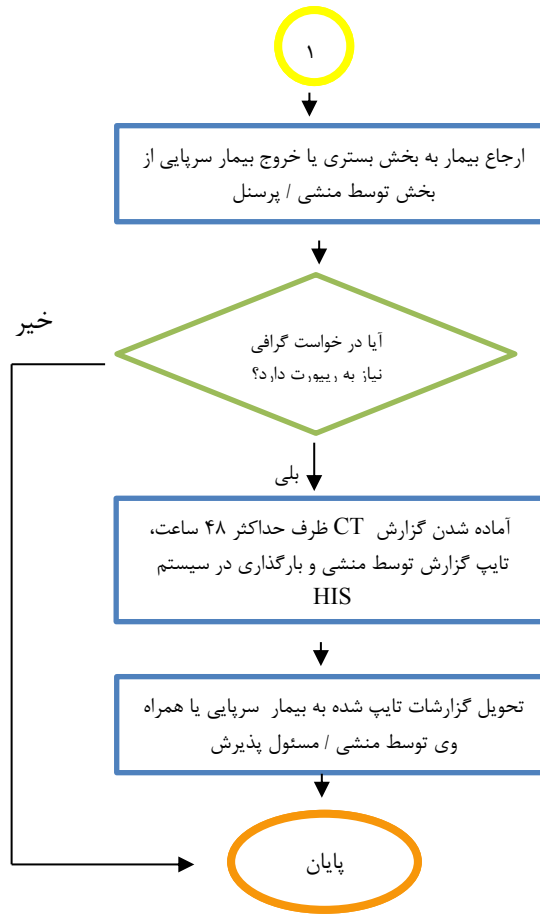 ۱
ارجاع بیمار به بخش بستری یا خروج بیمار سرپایی از
بخش توسط منشی / پرسنل
آیا در خواست گرافی
نیاز به ریپورت دارد؟
خیر
بلی
آماده شدن گزارش CT ظرف حداکثر ۴۸ ساعت،
تایپ گزارش توسط منشی و بارگذاری در سیستم
HIS
تحویل گزارشات تایپ شده به بیمار سرپایی یا همراه
وی توسط منشی / مسئول پذیرش
پایان